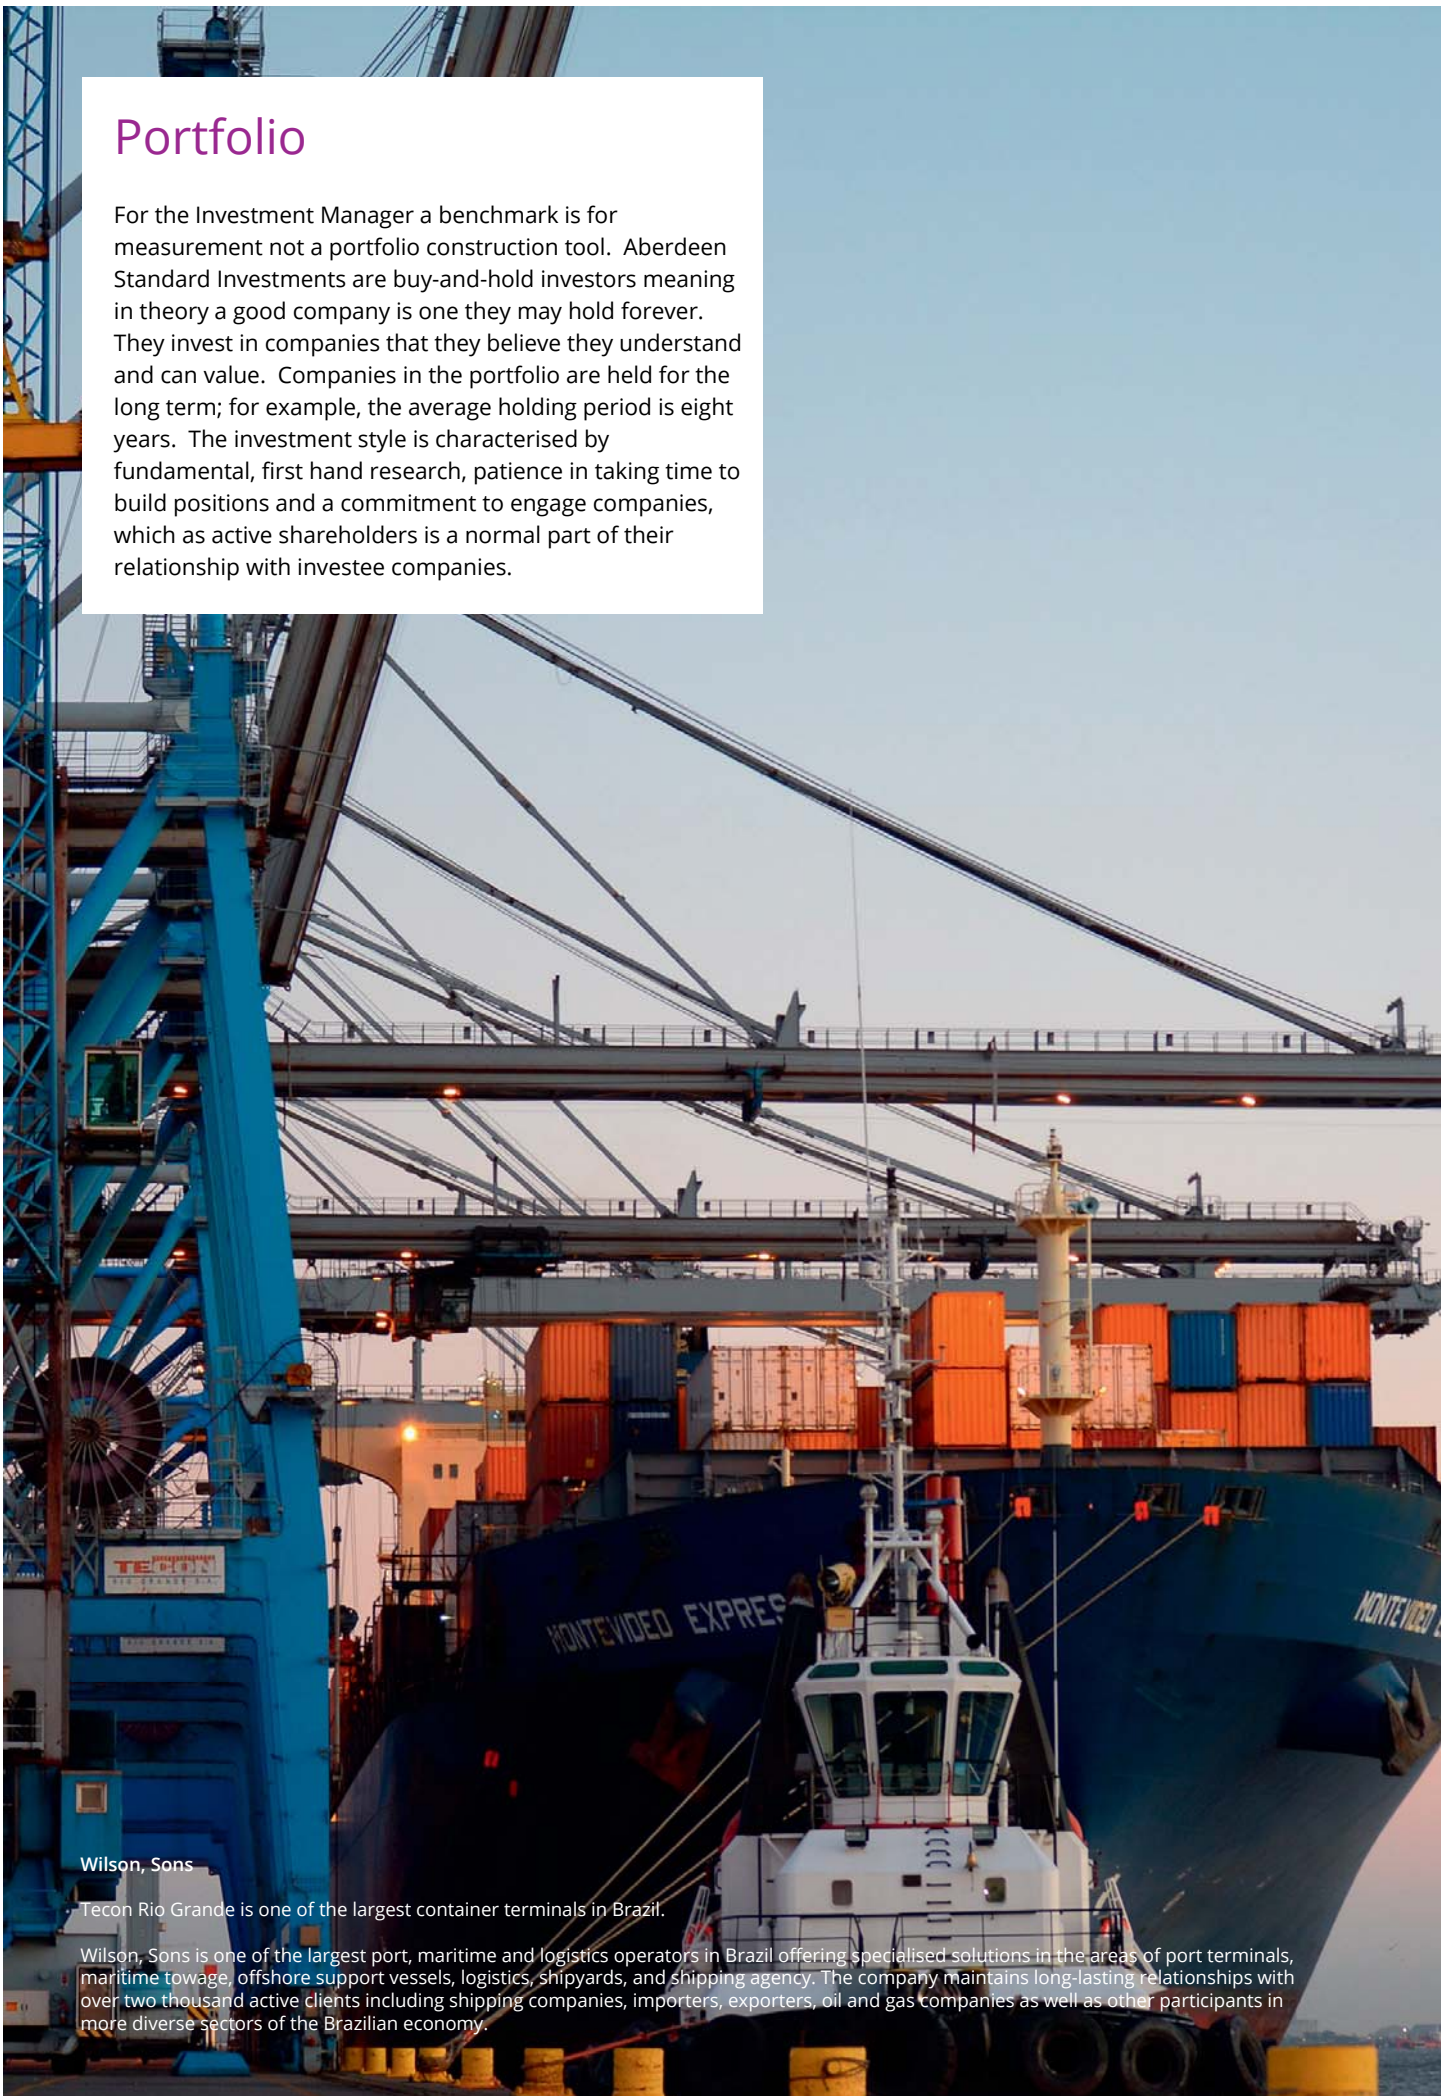 Portfolio
For the Investment Manager a benchmark is for
measurement not a portfolio construction tool.  Aberdeen
Standard Investments are buy-and-hold investors meaning
in theory a good company is one they may hold forever.
They invest in companies that they believe they understand
and can value.  Companies in the portfolio are held for the
long term; for example, the average holding period is eight
years.  The investment style is characterised by
fundamental, first hand research, patience in taking time to
build positions and a commitment to engage companies,
which as active shareholders is a normal part of their
relationship with investee companies.
TECON
RIO GRANDE S.A.
RIO GRANDE S.A.
MONTEVIDEO EXPRES
MONTEVIDEO
Wilson, Sons
Tecon Rio Grande is one of the largest container terminals in Brazil.
Wilson, Sons is one of the largest port, maritime and logistics operators in Brazil offering specialised solutions in the areas of port terminals,
maritime towage, offshore support vessels, logistics, shipyards, and shipping agency. The company maintains long-lasting relationships with
over two thousand active clients including shipping companies, importers, exporters, oil and gas companies as well as other participants in
more diverse sectors of the Brazilian economy.